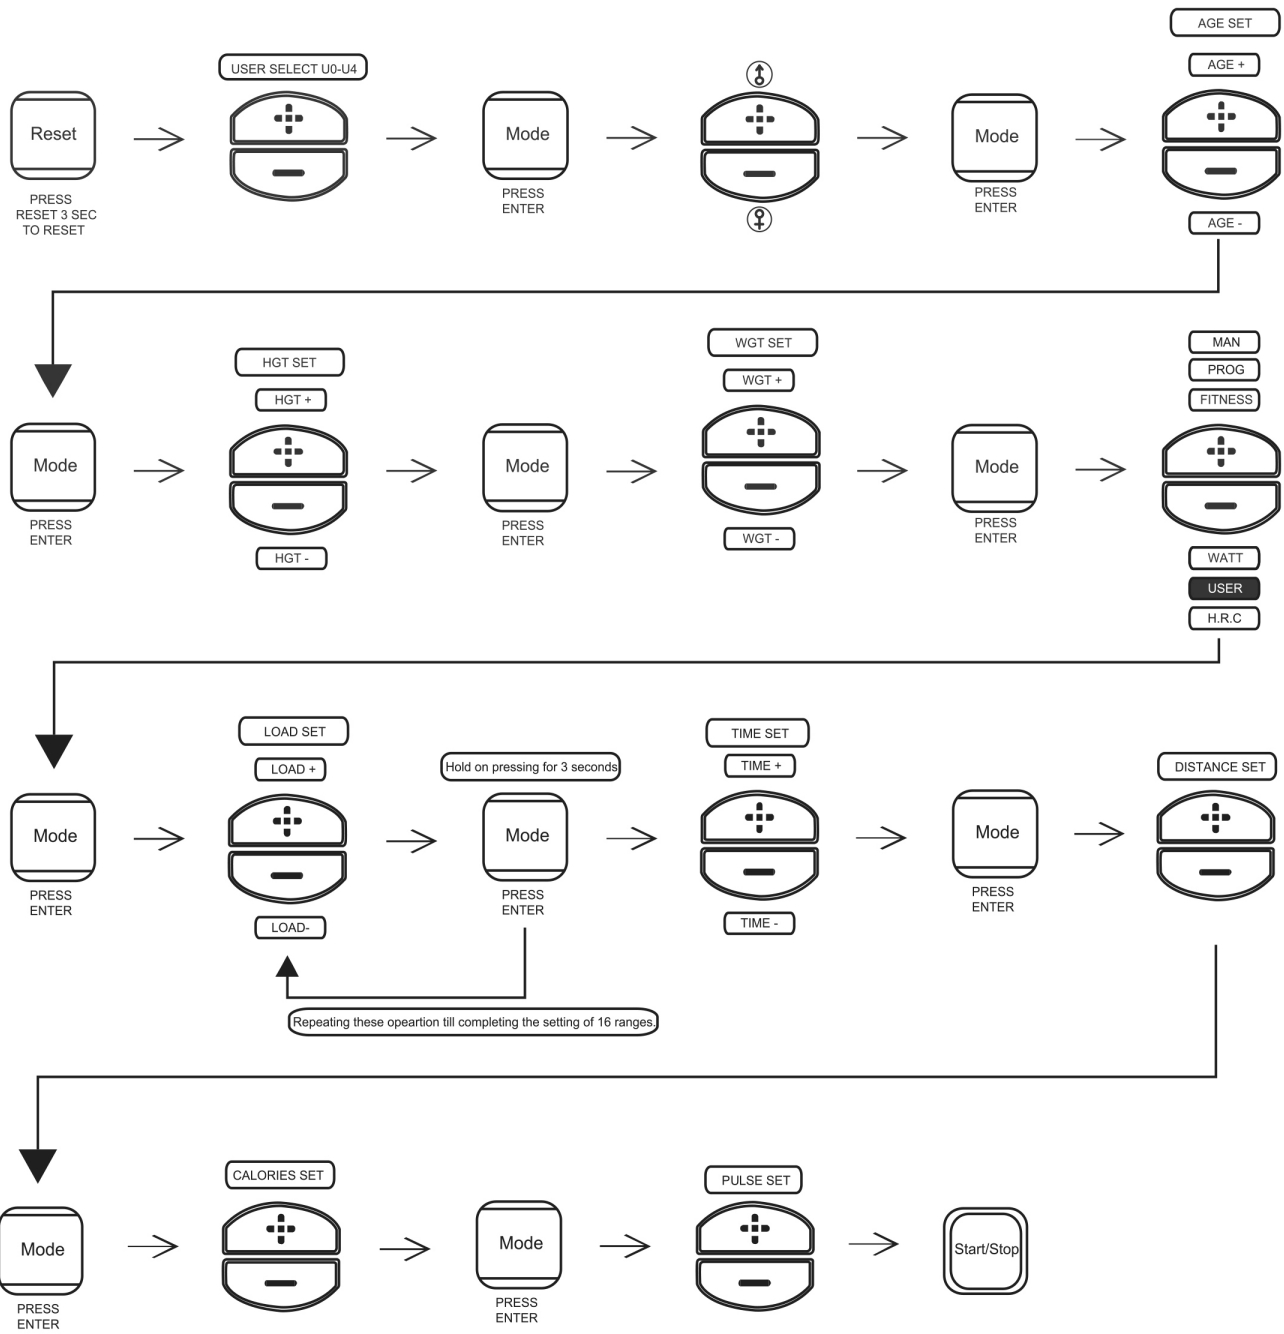 AGE SET
USER SELECT U0-U4
AGE +
Reset
Mode
Mode
PRESS
RESET 3 SEC
TO RESET
PRESS
ENTER
PRESS
ENTER
AGE -
HGT SET
HGT +
WGT SET
WGT +
MAN
PROG
FITNESS
Mode
Mode
Mode
PRESS
ENTER
HGT -
PRESS
ENTER
WGT -
PRESS
ENTER
WATT
USER
H.R.C
LOAD SET
LOAD +
Hold on pressing for 3 seconds
TIME SET
TIME +
DISTANCE SET
Mode
Mode
Mode
PRESS
ENTER
LOAD-
PRESS
ENTER
TIME -
PRESS
ENTER
Repeating these opeartion till completing the setting of 16 ranges.
CALORIES SET
PULSE SET
Mode
Mode
Start/Stop
PRESS
ENTER
PRESS
ENTER